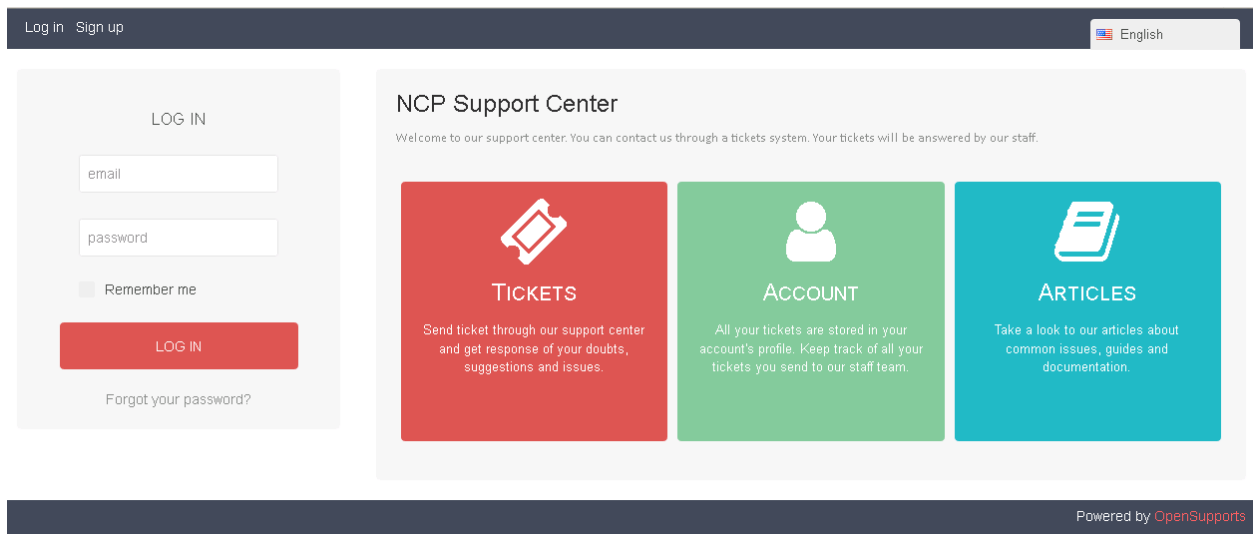 Log in Sign up
English
LOG IN
email
password
Remember me
LOG IN
Forgot your password?
NCP Support Center
Welcome to our support center. You can contact us through a tickets system. Your tickets will be answered by our staff.
TICKETS
Send ticket through our support center
and get response of your doubts,
suggestions and issues.
ACCOUNT
All your tickets are stored in your
account's profile. Keep track of all your
tickets you send to our staff team.
ARTICLES
Take a look to our articles about
common issues, guides and
documentation.
Powered by OpenSupports